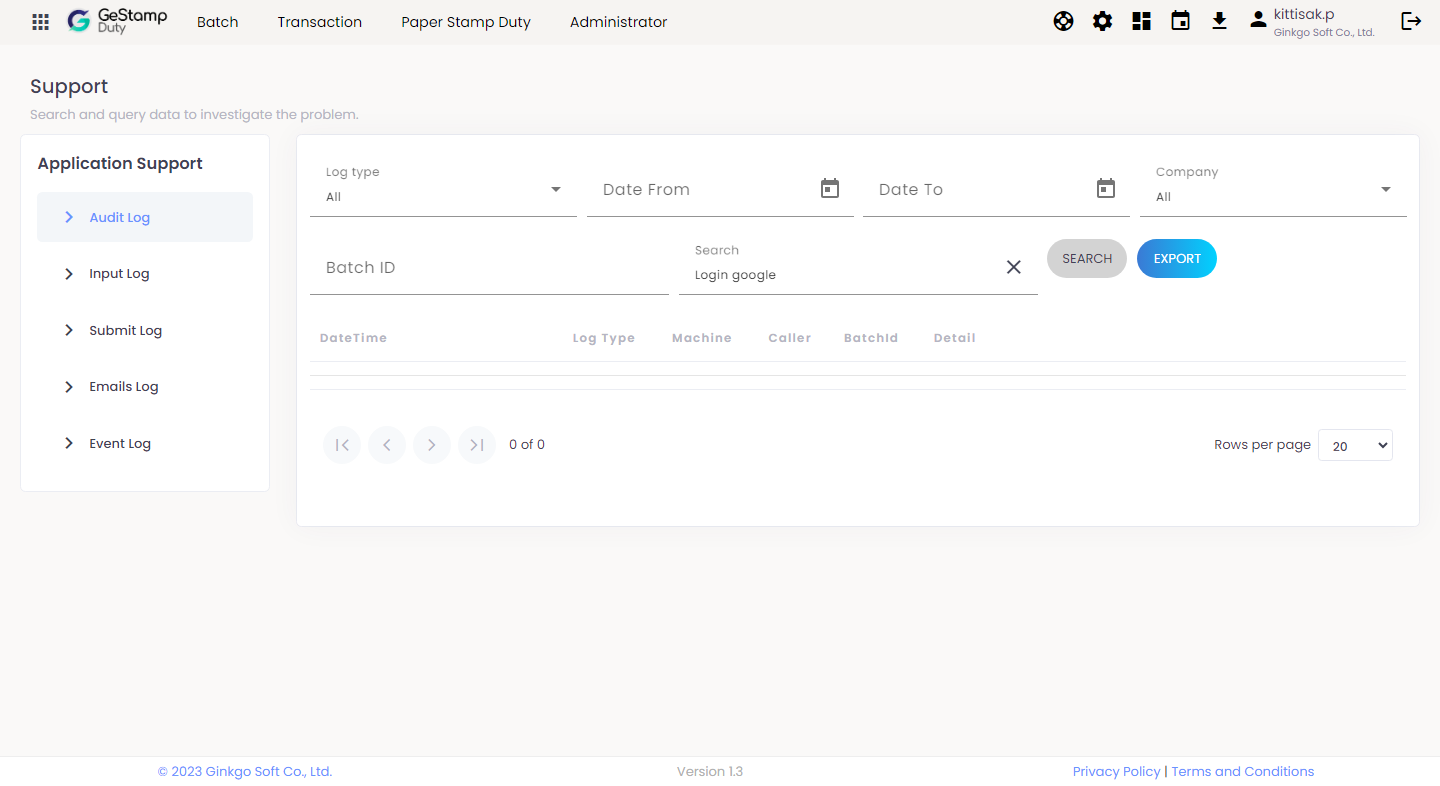 GeStamp
Duty
Batch
Transaction
Paper Stamp Duty
Administrator
kittisak.p
Ginkgo Soft Co., Ltd.
Support
Search and query data to investigate the problem.
Application Support
Audit Log
Input Log
Submit Log
Emails Log
Event Log
Log type
All
Date From
Date To
Company
All
Batch ID
Search
Login google
SEARCH
EXPORT
DateTime
Log Type
Machine
Caller
BatchId
Detail
0 of 0
Rows per page
20
© 2023 Ginkgo Soft Co., Ltd.
Version 1.3
Privacy Policy | Terms and Conditions